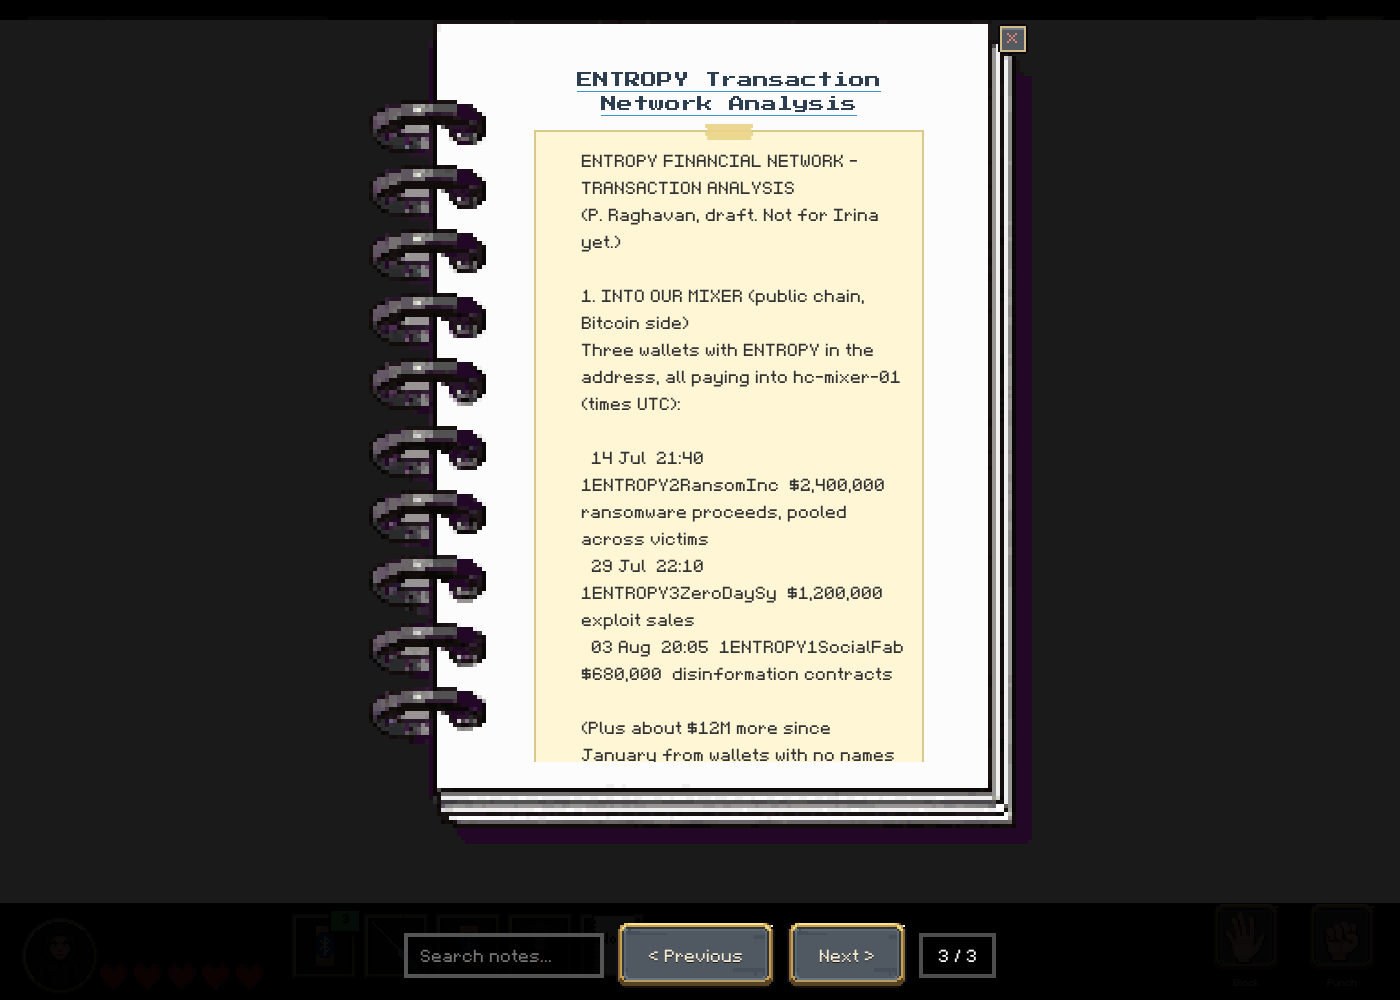 ENTROPY Transaction
Network Analysis
ENTROPY FINANCIAL NETWORK -
TRANSACTION ANALYSIS
(P. Raghavan, draft. Not for Irina
yet.)
1. INTO OUR MIXER (public chain,
Bitcoin side)
Three wallets with ENTROPY in the
address, all paying into hc-mixer-01
(times UTC):
14 Jul 21:40
1ENTROPY2RansomInc $2,400,000
ransomware proceeds, pooled
across victims
29 Jul 22:10
1ENTROPY3ZeroDaySy $1,200,000
exploit sales
03 Aug 20:05 1ENTROPY1SocialFab
$680,000 disinformation contracts
(Plus about $12M more since
January from wallets with no names
Search notes...
< Previous
Next >
3 / 3